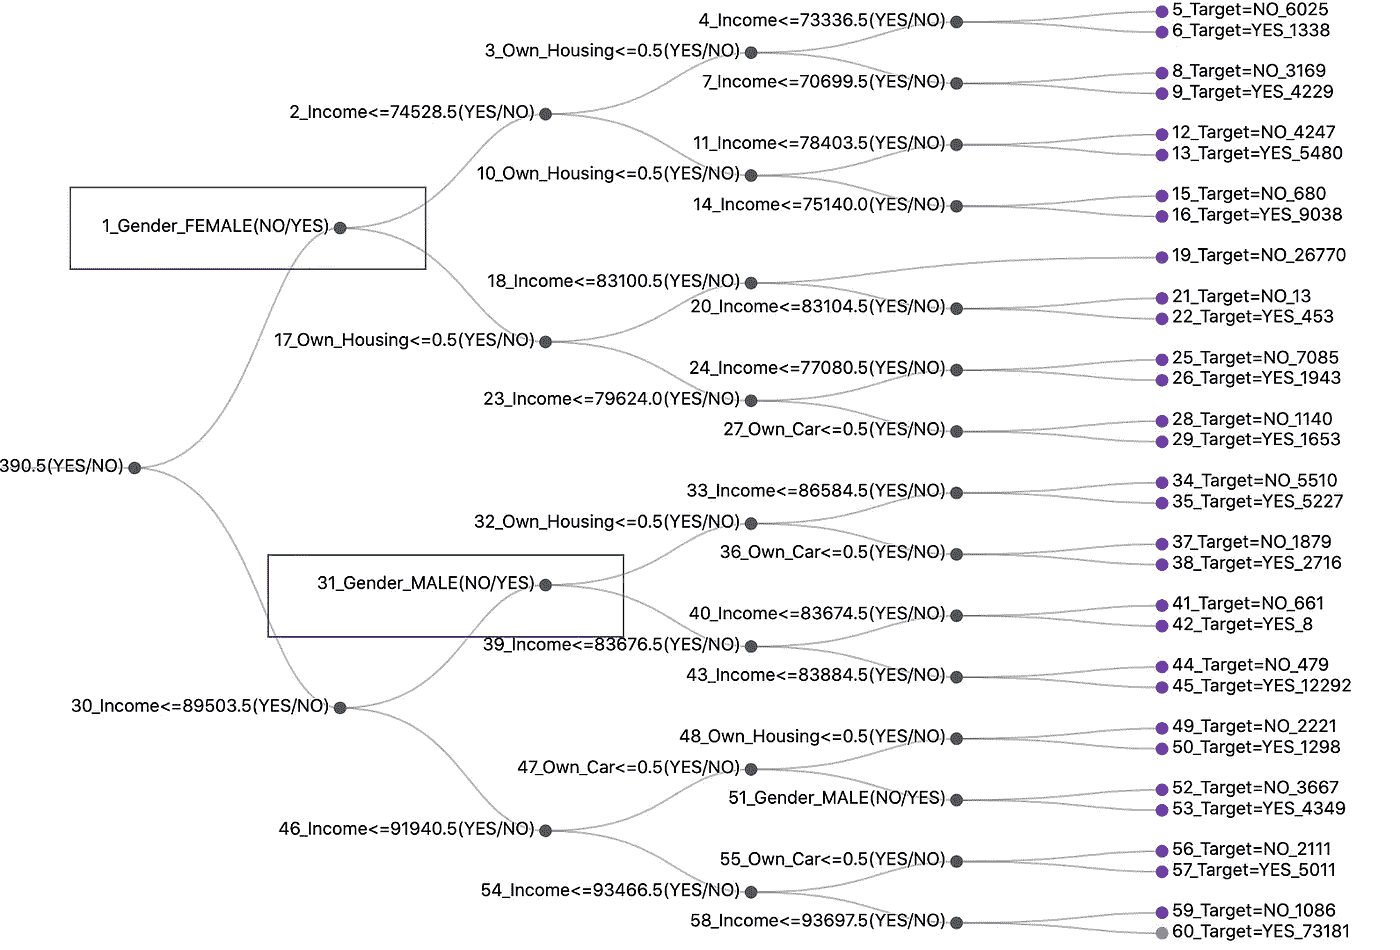 4_Income<=73336.5(YES/NO)
5_Target=NO_6025
6_Target=YES_1338
3_Own_Housing<=0.5(YES/NO)
7_Income<=70699.5(YES/NO)
8_Target=NO_3169
9_Target=YES_4229
2_Income<=74528.5(YES/NO)
11_Income<=78403.5(YES/NO)
12_Target=NO_4247
13_Target=YES_5480
10_Own_Housing<=0.5(YES/NO)
14_Income<=75140.0(YES/NO)
15_Target=NO_680
16_Target=YES_9038
1_Gender_FEMALE(NO/YES)
18_Income<=83100.5(YES/NO)
19_Target=NO_26770
20_Income<=83104.5(YES/NO)
21_Target=NO_13
22_Target=YES_453
17_Own_Housing<=0.5(YES/NO)
24_Income<=77080.5(YES/NO)
25_Target=NO_7085
26_Target=YES_1943
23_Income<=79624.0(YES/NO)
27_Own_Car<=0.5(YES/NO)
28_Target=NO_1140
29_Target=YES_1653
390.5(YES/NO)
33_Income<=86584.5(YES/NO)
34_Target=NO_5510
35_Target=YES_5227
32_Own_Housing<=0.5(YES/NO)
36_Own_Car<=0.5(YES/NO)
37_Target=NO_1879
38_Target=YES_2716
31_Gender_MALE(NO/YES)
40_Income<=83674.5(YES/NO)
41_Target=NO_661
42_Target=YES_8
39_Income<=83676.5(YES/NO)
43_Income<=83884.5(YES/NO)
44_Target=NO_479
45_Target=YES_12292
30_Income<=89503.5(YES/NO)
48_Own_Housing<=0.5(YES/NO)
49_Target=NO_2221
50_Target=YES_1298
47_Own_Car<=0.5(YES/NO)
51_Gender_MALE(NO/YES)
52_Target=NO_3667
53_Target=YES_4349
46_Income<=91940.5(YES/NO)
55_Own_Car<=0.5(YES/NO)
56_Target=NO_2111
57_Target=YES_5011
54_Income<=93466.5(YES/NO)
58_Income<=93697.5(YES/NO)
59_Target=NO_1086
60_Target=YES_73181